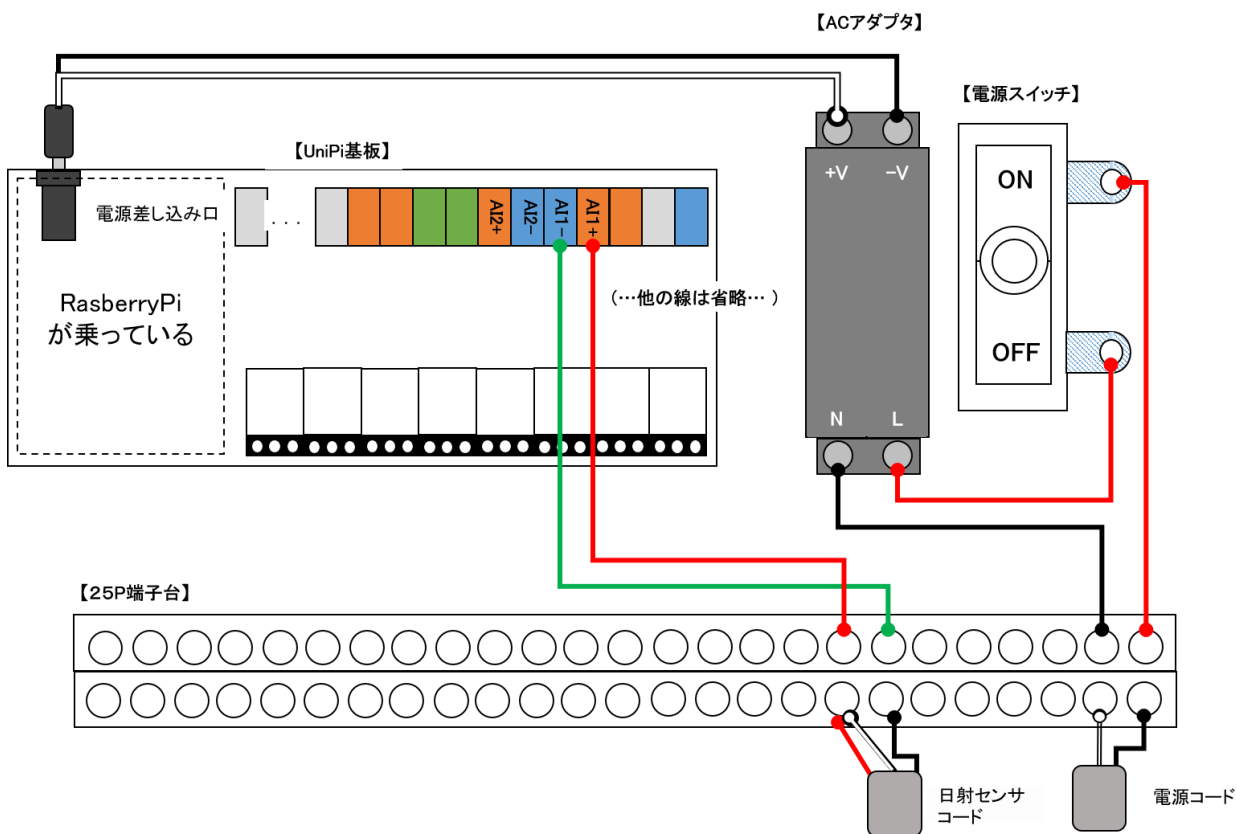 【ACアダプタ】
【電源スイッチ】
【UniPi基板】
+V
-V
ON
電源差し込み口
...
AI2+
AI2-
AI1-
AI1+
RasberryPi
が乗っている
(…他の線は省略… )
OFF
N
L
【25P端子台】
日射センサ
コード
電源コード